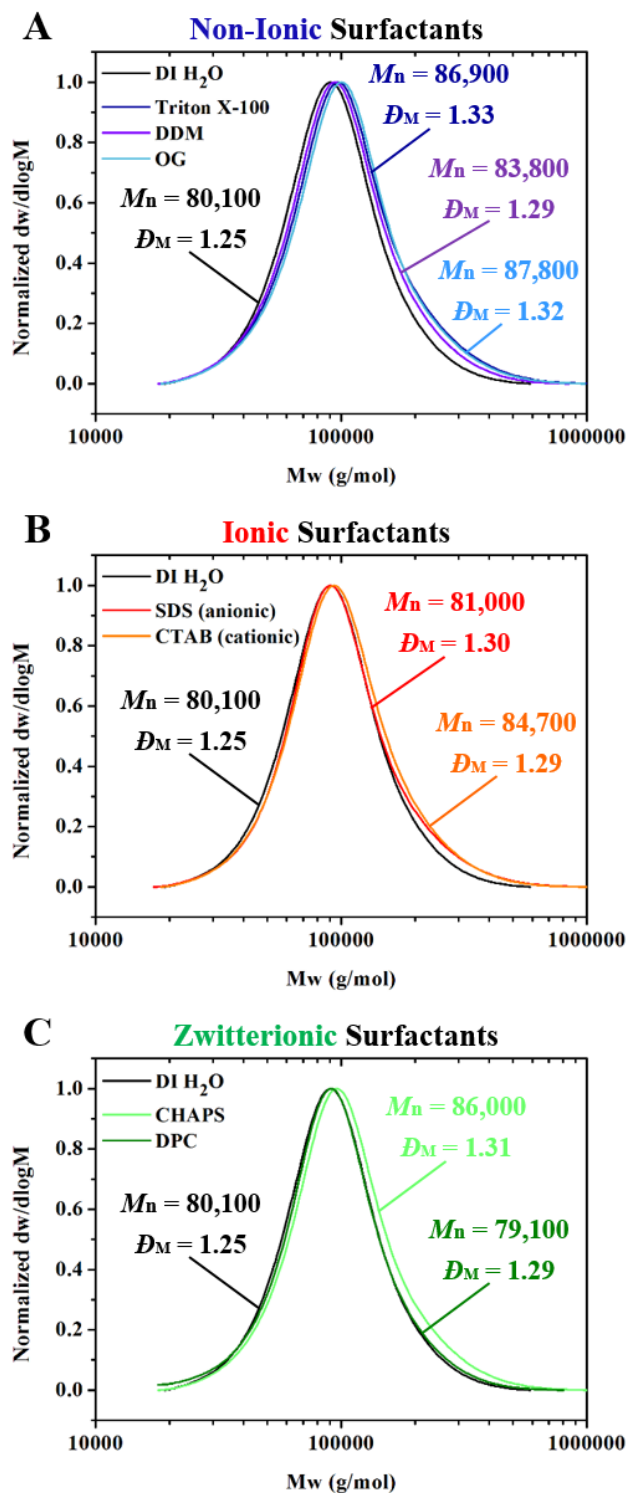 A Non-Ionic Surfactants
DI H₂O
Triton X-100
DDM
OG
Mn = 80,100
ĐM = 1.25
Mn = 86,900
ĐM = 1.33
Mn = 83,800
ĐM = 1.29
Mn = 87,800
ĐM = 1.32
Normalized dw/dlogM
1.0
0.8
0.6
0.4
0.2
0.0
10000 100000 1000000
Mw (g/mol)
B Ionic Surfactants
DI H₂O
SDS (anionic)
CTAB (cationic)
Mn = 80,100
ĐM = 1.25
Mn = 81,000
ĐM = 1.30
Mn = 84,700
ĐM = 1.29
Normalized dw/dlogM
1.0
0.8
0.6
0.4
0.2
0.0
10000 100000 1000000
Mw (g/mol)
C Zwitterionic Surfactants
DI H₂O
CHAPS
DPC
Mn = 80,100
ĐM = 1.25
Mn = 86,000
ĐM = 1.31
Mn = 79,100
ĐM = 1.29
Normalized dw/dlogM
1.0
0.8
0.6
0.4
0.2
0.0
10000 100000 1000000
Mw (g/mol)